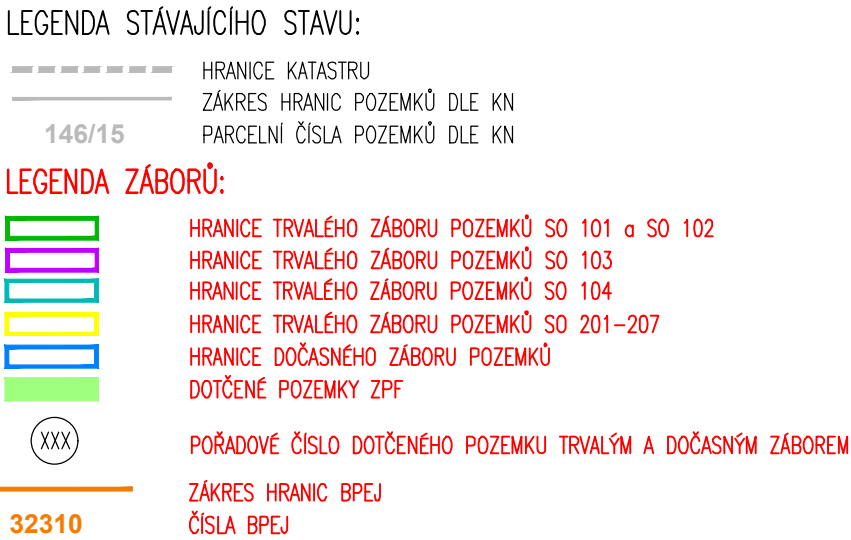 LEGENDA STÁVAJÍCÍHO STAVU:
HRANICE KATASTRU
ZÁKRES HRANIC POZEMKŮ DLE KN
146/15 PARCELNÍ ČÍSLA POZEMKŮ DLE KN
LEGENDA ZÁBORŮ:
HRANICE TRVALÉHO ZÁBORU POZEMKŮ SO 101 a SO 102
HRANICE TRVALÉHO ZÁBORU POZEMKŮ SO 103
HRANICE TRVALÉHO ZÁBORU POZEMKŮ SO 104
HRANICE TRVALÉHO ZÁBORU POZEMKŮ SO 201-207
HRANICE DOČASNÉHO ZÁBORU POZEMKŮ
DOTČENÉ POZEMKY ZPF
XXX POŘADOVÉ ČÍSLO DOTČENÉHO POZEMKU TRVALÝM A DOČASNÝM ZÁBOREM
ZÁKRES HRANIC BPEJ
32310 ČÍSLA BPEJ